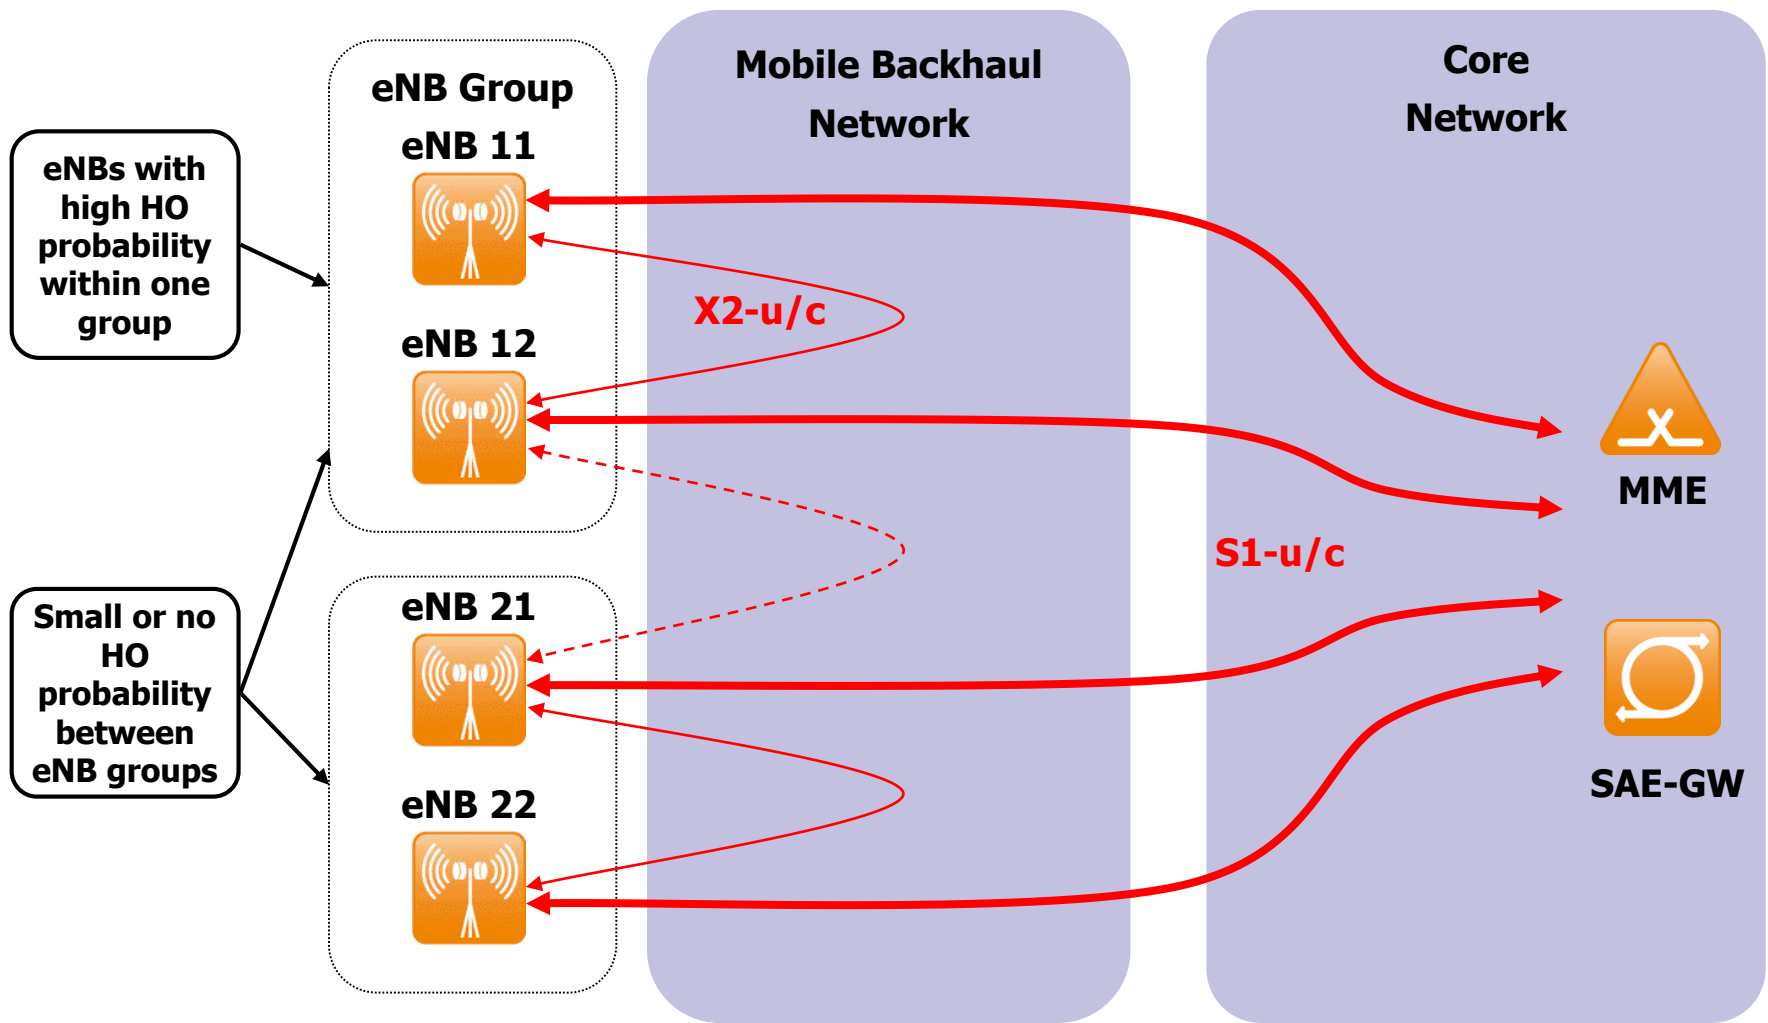 eNB Group
eNB 11
eNB 12
eNB 21
eNB 22
eNBs with
high HO
probability
within one
group
Small or no
HO
probability
between
eNB groups
Mobile Backhaul
Network
X2-u/c
Core
Network
S1-u/c
MME
SAE-GW